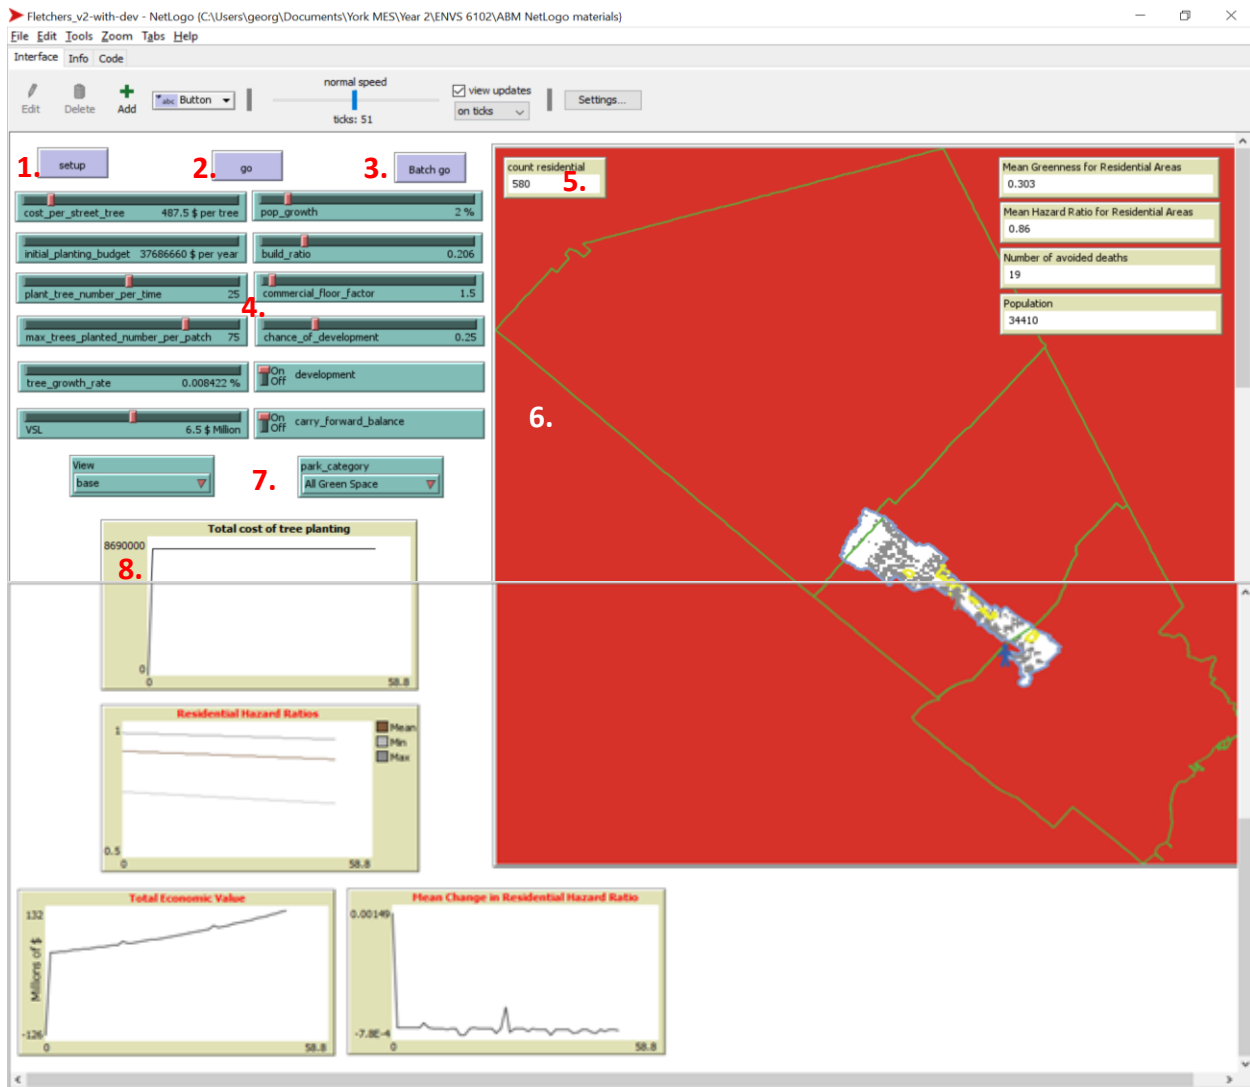 Fletchers_v2-with-dev - NetLogo {C:\Users\georg\Documents\York MES\Year 2\ENVS 6102\ABM NetLogo materials}
File Edit Tools Zoom Tabs Help
Interface Info Code
Edit Delete Add abc Button normal speed ticks: 51 view updates on ticks Settings...
1. setup 2. go 3. Batch go
cost_per_street_tree 487.5 $ per tree pop_growth 2 %
initial_planting_budget 37686660 $ per year build_ratio 0.206
plant_tree_number_per_time 25 commercial_floor_factor 1.5
4.
max_trees_planted_number_per_patch 75 chance_of_development 0.25
tree_growth_rate 0.008422 % On Off development
VSL 6.5 $ Million On Off carry_forward_balance
View
base
7.
park_category
All Green Space
count residential
580 5.
Mean Greenness for Residential Areas
0.303
Mean Hazard Ratio for Residential Areas
0.86
Number of avoided deaths
19
Population
34410
6.
Total cost of tree planting
8690000
8.
0
0 58.8
Residential Hazard Ratios
1
Mean
Min
Max
0.5
0 58.8
Total Economic Value
132
Millions of $
-126
0 58.8
Mean Change in Residential Hazard Ratio
0.00149
-7.8E-4
0 58.8